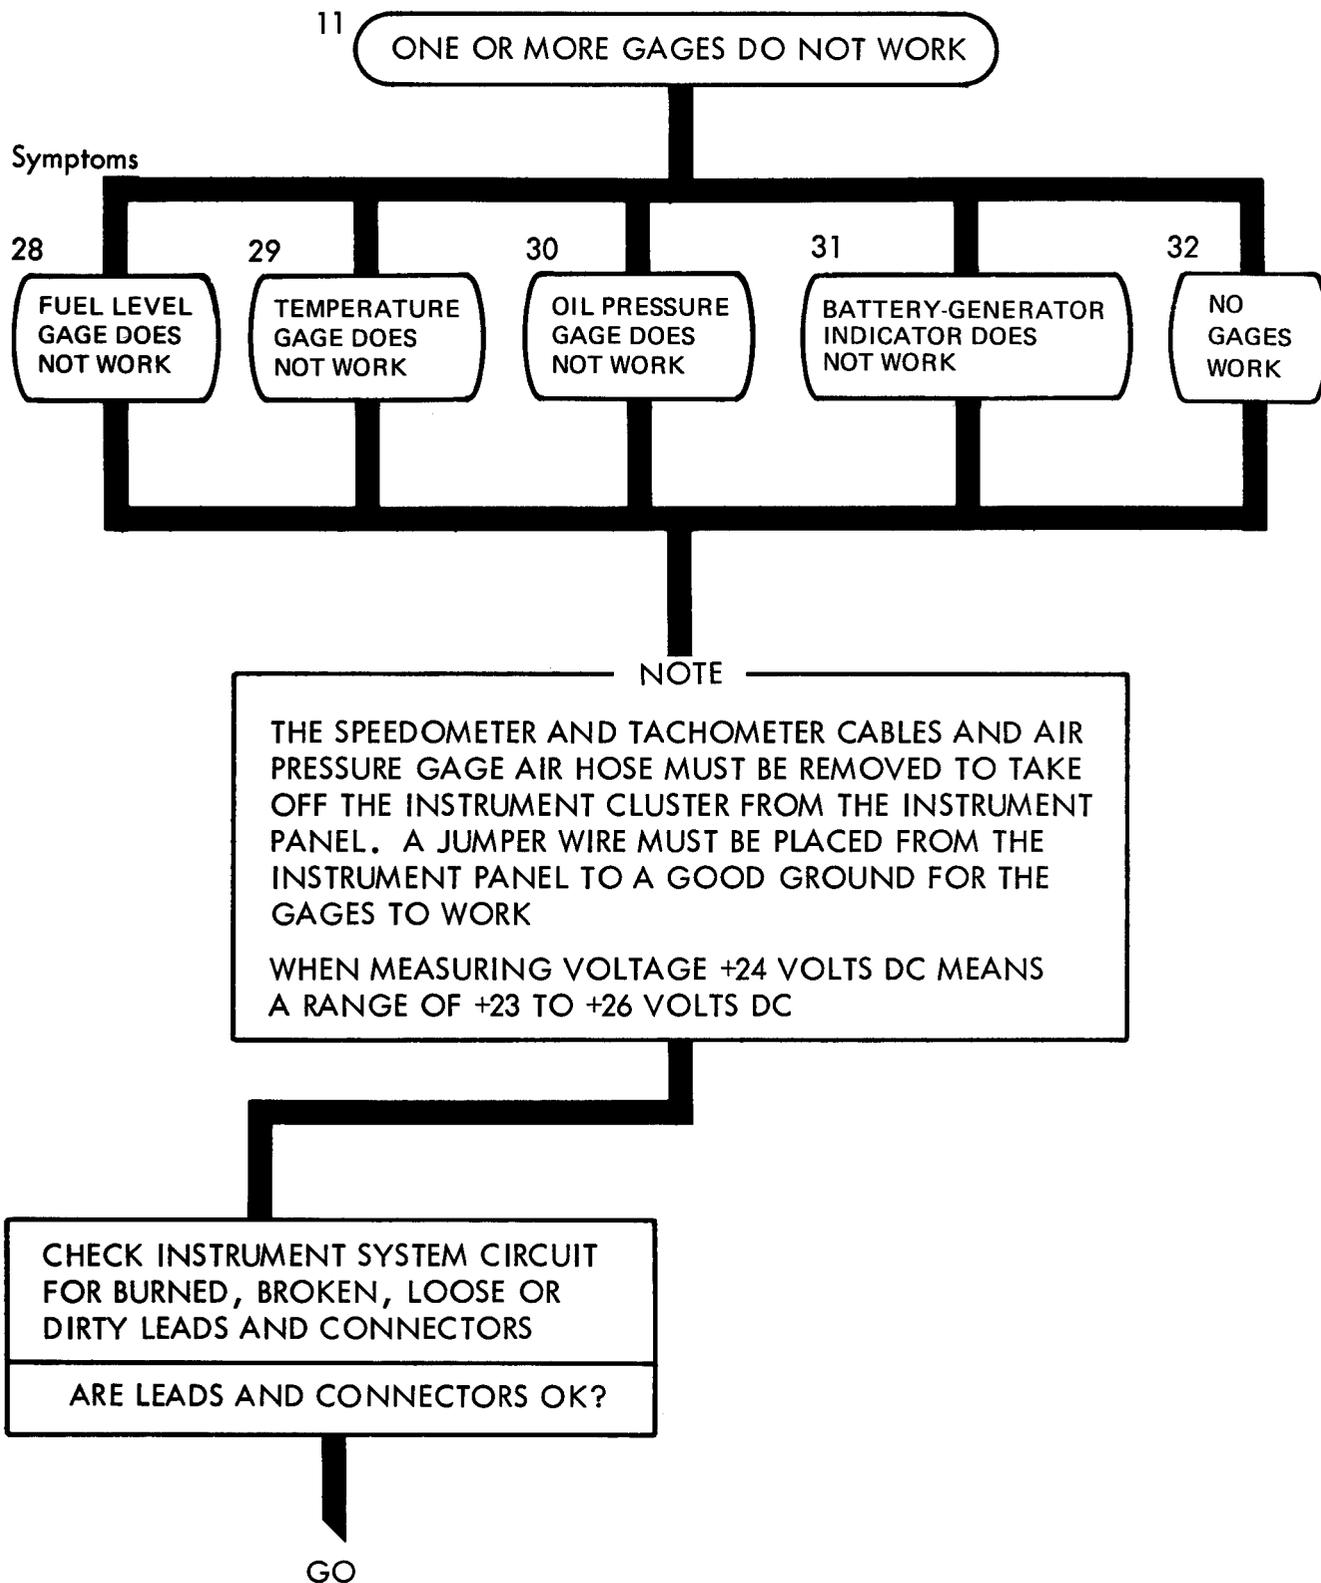 11
ONE OR MORE GAGES DO NOT WORK
Symptoms
28
FUEL LEVEL
GAGE DOES
NOT WORK
29
TEMPERATURE
GAGE DOES
NOT WORK
30
OIL PRESSURE
GAGE DOES
NOT WORK
31
BATTERY-GENERATOR
INDICATOR DOES
NOT WORK
32
NO
GAGES
WORK
NOTE
THE SPEEDOMETER AND TACHOMETER CABLES AND AIR
PRESSURE GAGE AIR HOSE MUST BE REMOVED TO TAKE
OFF THE INSTRUMENT CLUSTER FROM THE INSTRUMENT
PANEL. A JUMPER WIRE MUST BE PLACED FROM THE
INSTRUMENT PANEL TO A GOOD GROUND FOR THE
GAGES TO WORK
WHEN MEASURING VOLTAGE +24 VOLTS DC MEANS
A RANGE OF +23 TO +26 VOLTS DC
CHECK INSTRUMENT SYSTEM CIRCUIT
FOR BURNED, BROKEN, LOOSE OR
DIRTY LEADS AND CONNECTORS
ARE LEADS AND CONNECTORS OK?
GO